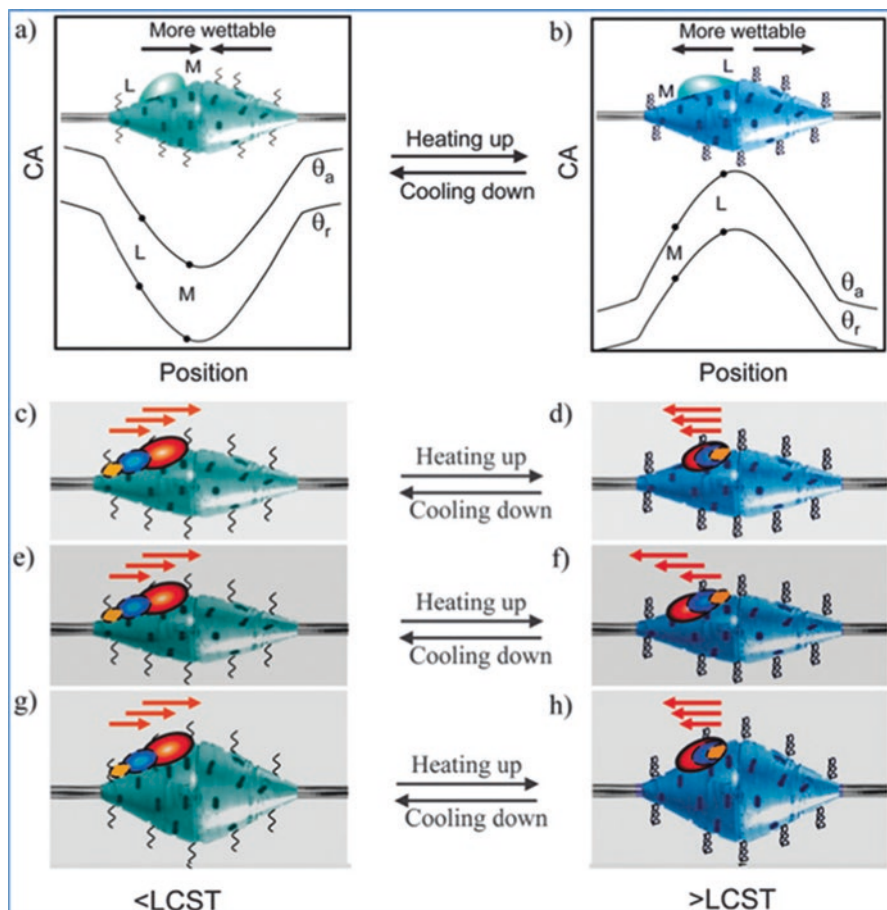 a)
More wettable
L
M
CA
θa
θr
L
M
Position
Heating up
Cooling down
b)
More wettable
L
M
CA
L
M
θa
θr
Position
c)
Heating up
Cooling down
d)
e)
Heating up
Cooling down
f)
g)
Heating up
Cooling down
h)
<LCST
>LCST